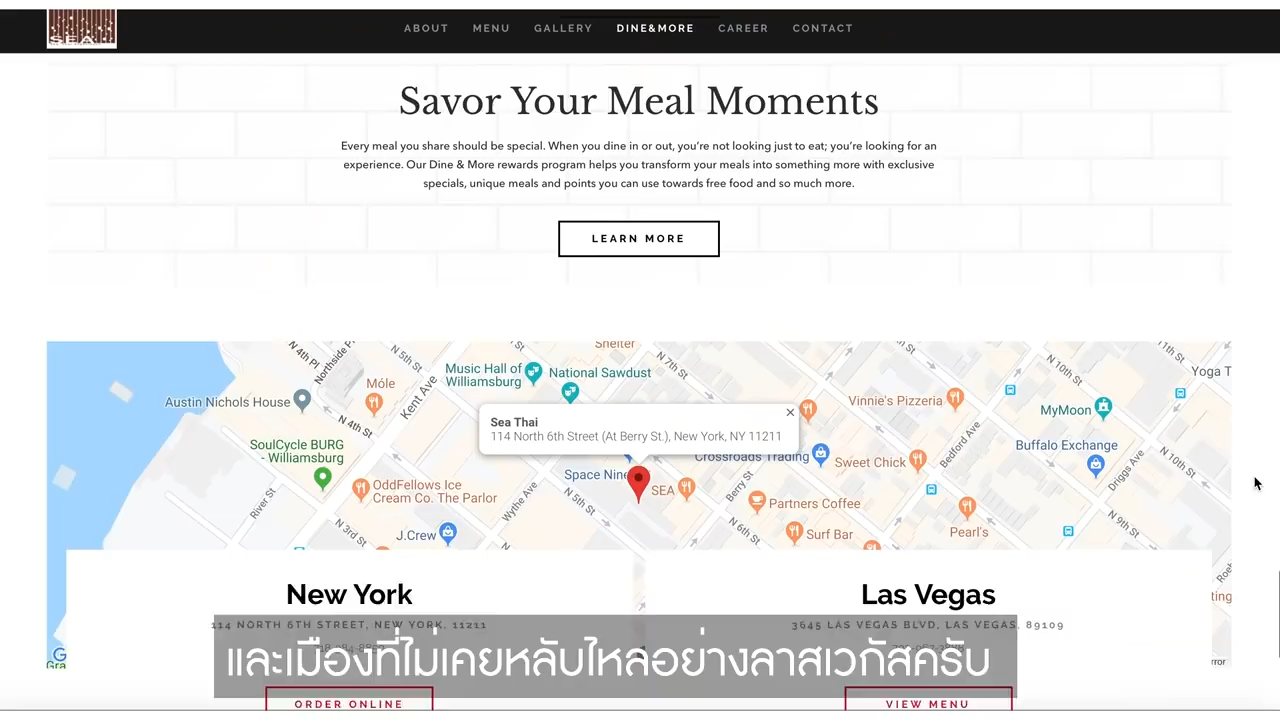 SEA
ABOUT MENU GALLERY DINE&MORE CAREER CONTACT
Savor Your Meal Moments
Every meal you share should be special. When you dine in or out, you're not looking just to eat; you're looking for an
experience. Our Dine & More rewards program helps you transform your meals into something more with exclusive
specials, unique meals and points you can use towards free food and so much more.
LEARN MORE
Shelter
N 4th Pl
Northside P
N 5th St
Music Hall of
Williamsburg
National Sawdust
N 7th St
N 10th St
Yoga T
Móle
Kent Ave
Austin Nichols House
N 4th St
Vinnie's Pizzeria
MyMoon
Sea Thai
114 North 6th Street (At Berry St.), New York, NY 11211
SoulCycle BURG
- Williamsburg
Crossroads Trading
Sweet Chick
Bedford Ave
Buffalo Exchange
Driggs Ave
N 10th St
Space Nine
SEA
Berry St
OddFellows Ice
Cream Co. The Parlor
River St
Wythe Ave
N 5th St
Partners Coffee
N 3rd St
J.Crew
N 6th St
Surf Bar
N 8th St
Pearl's
N 9th St
New York
Las Vegas
114 NORTH 6TH STREET, NEW YORK, 11211
3645 LAS VEGAS BLVD, LAS VEGAS, 89109
และเมืองที่ไม่เคยหลับไหลอย่างลาสเวกัสครับ
ORDER ONLINE
VIEW MENU